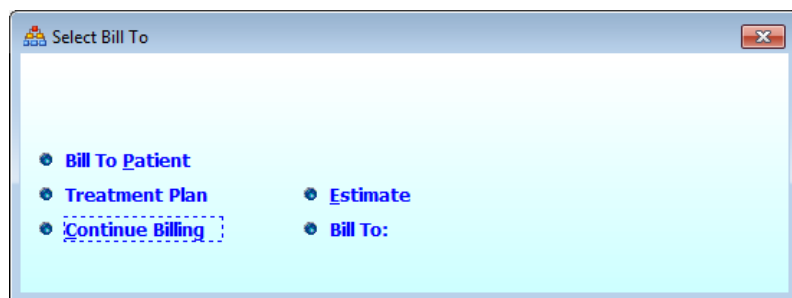 Select Bill To
Bill To Patient
Treatment Plan Estimate
Continue Billing Bill To: